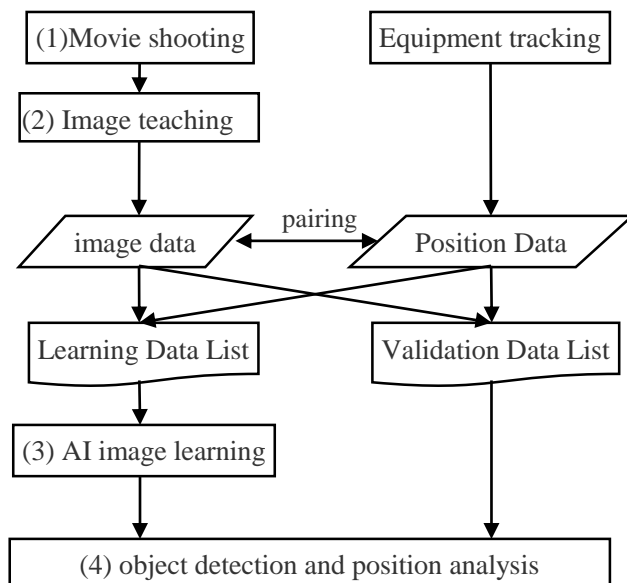 (1)Movie shooting
Equipment tracking
(2) Image teaching
pairing
image data
Position Data
Learning Data List
Validation Data List
(3) AI image learning
(4) object detection and position analysis